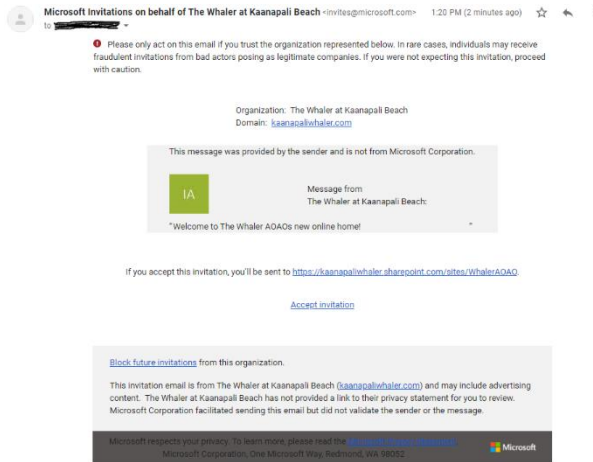 Microsoft Invitations on behalf of The Whaler at Kaanapali Beach <invites@microsoft.com> 1:20 PM (2 minutes ago)
to
Please only act on this email if you trust the organization represented below. In rare cases, individuals may receive
fraudulent invitations from bad actors posing as legitimate companies. If you were not expecting this invitation, proceed
with caution.
Organization: The Whaler at Kaanapali Beach
Domain: kaanapaliwhaler.com
This message was provided by the sender and is not from Microsoft Corporation.
IA
Message from
The Whaler at Kaanapali Beach:
"Welcome to The Whaler AOAOs new online home!
"
If you accept this invitation, you'll be sent to https://kaanapaliwhaler.sharepoint.com/sites/WhalerAOAO.
Accept invitation
Block future invitations from this organization.
This invitation email is from The Whaler at Kaanapali Beach (kaanapaliwhaler.com) and may include advertising
content. The Whaler at Kaanapali Beach has not provided a link to their privacy statement for you to review.
Microsoft Corporation facilitated sending this email but did not validate the sender or the message.
Microsoft respects your privacy. To learn more, please read the
Microsoft Corporation, One Microsoft Way, Redmond, WA 98052
Microsoft